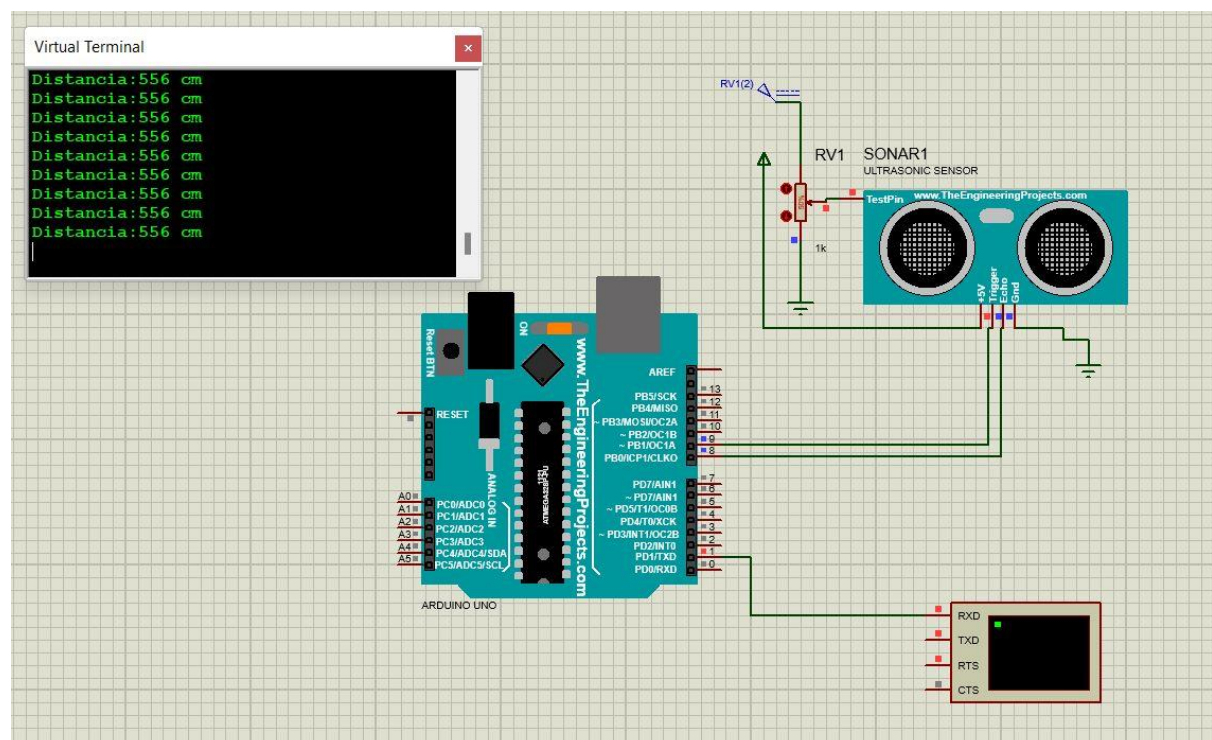 Virtual Terminal
Distancia:556 cm
Distancia:556 cm
Distancia:556 cm
Distancia:556 cm
Distancia:556 cm
Distancia:556 cm
Distancia:556 cm
Distancia:556 cm
Distancia:556 cm
RV1(2)
RV1
50%
1k
SONAR1
ULTRASONIC SENSOR
TestPin
www.TheEngineeringProjects.com
+5V
Trigger
Echo
Gnd
ON
Reset BTN
www.TheEngineeringProjects.com
RESET
ANALOG IN
ATMEGA328P-PU
1121
A0
A1
A2
A3
A4
A5
PC0/ADC0
PC1/ADC1
PC2/ADC2
PC3/ADC3
PC4/ADC4/SDA
PC5/ADC5/SCL
AREF
PB5/SCK 13
PB4/MISO 12
~ PB3/MOSI/OC2A 11
~ PB2/OC1B 10
~ PB1/OC1A 9
PB0/ICP1/CLKO 8
PD7/AIN1 7
~ PD7/AIN1 6
~ PD5/T1/OC0B 5
PD4/T0/XCK 4
~ PD3/INT1/OC2B 3
PD2/INT0 2
PD1/TXD 1
PD0/RXD 0
ARDUINO UNO
RXD
TXD
RTS
CTS